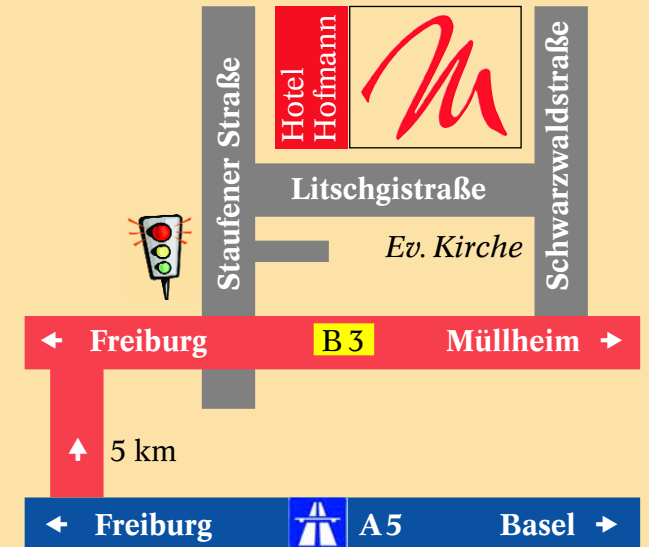 Staufener Straße
Hotel
Hofmann
Schwarzwaldstraße
Litschgistraße
Ev. Kirche
Freiburg
B 3
Müllheim
5 km
Freiburg
A 5
Basel